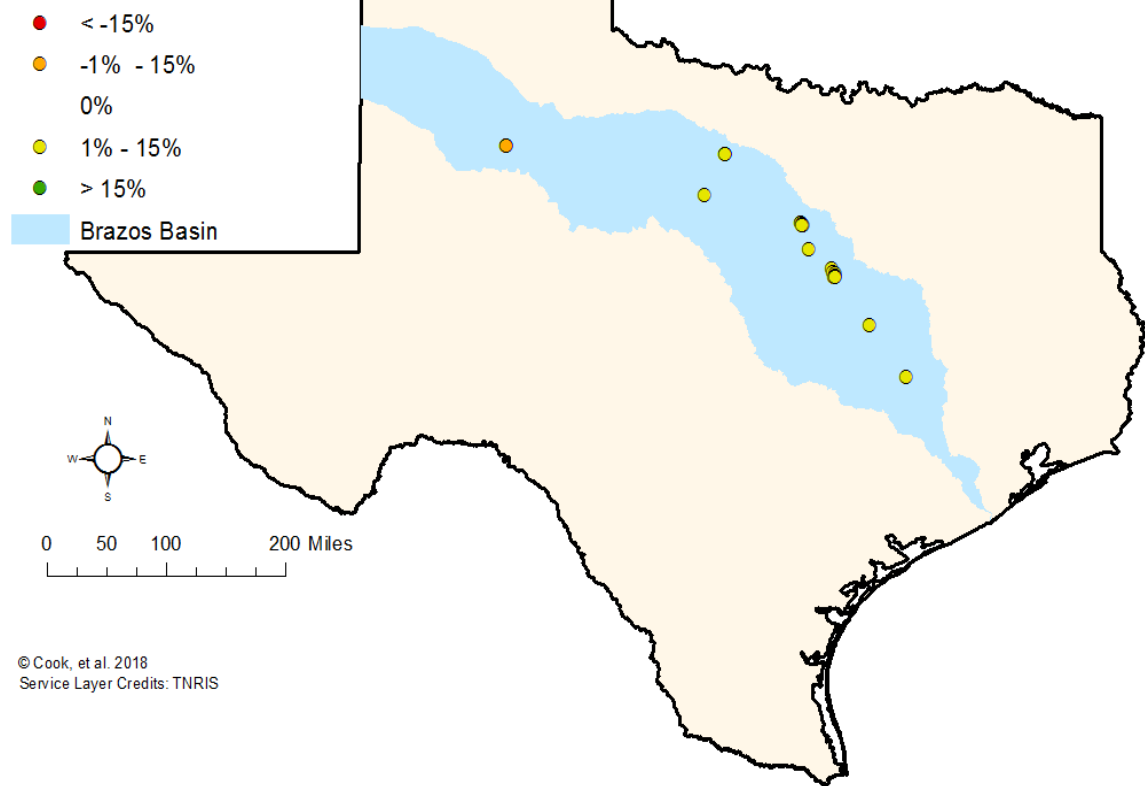 < -15%
-1% - 15%
0%
1% - 15%
> 15%
Brazos Basin
N
W E
S
0 50 100 200 Miles
© Cook, et al. 2018
Service Layer Credits: TNRIS